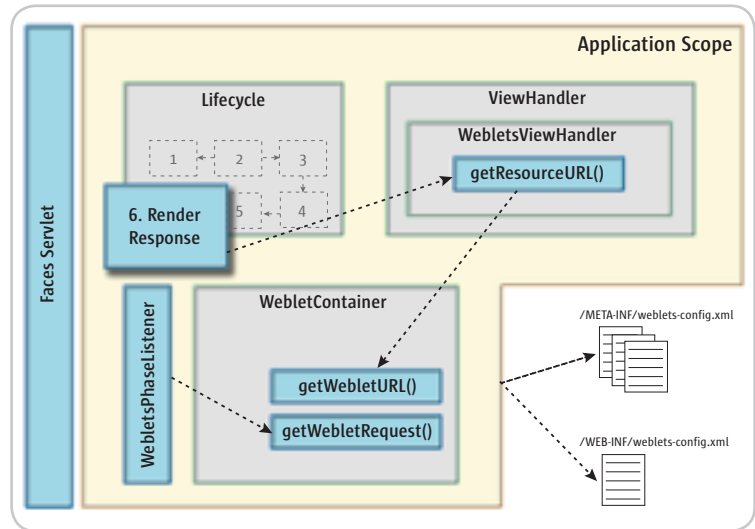 Application Scope
Faces Servlet
Lifecycle
1
2
3
6. Render
Response
5
4
ViewHandler
WebletsViewHandler
getResourceURL()
WebletsPhaseListener
WebletContainer
getWebletURL()
getWebletRequest()
/META-INF/weblets-config.xml
/WEB-INF/weblets-config.xml